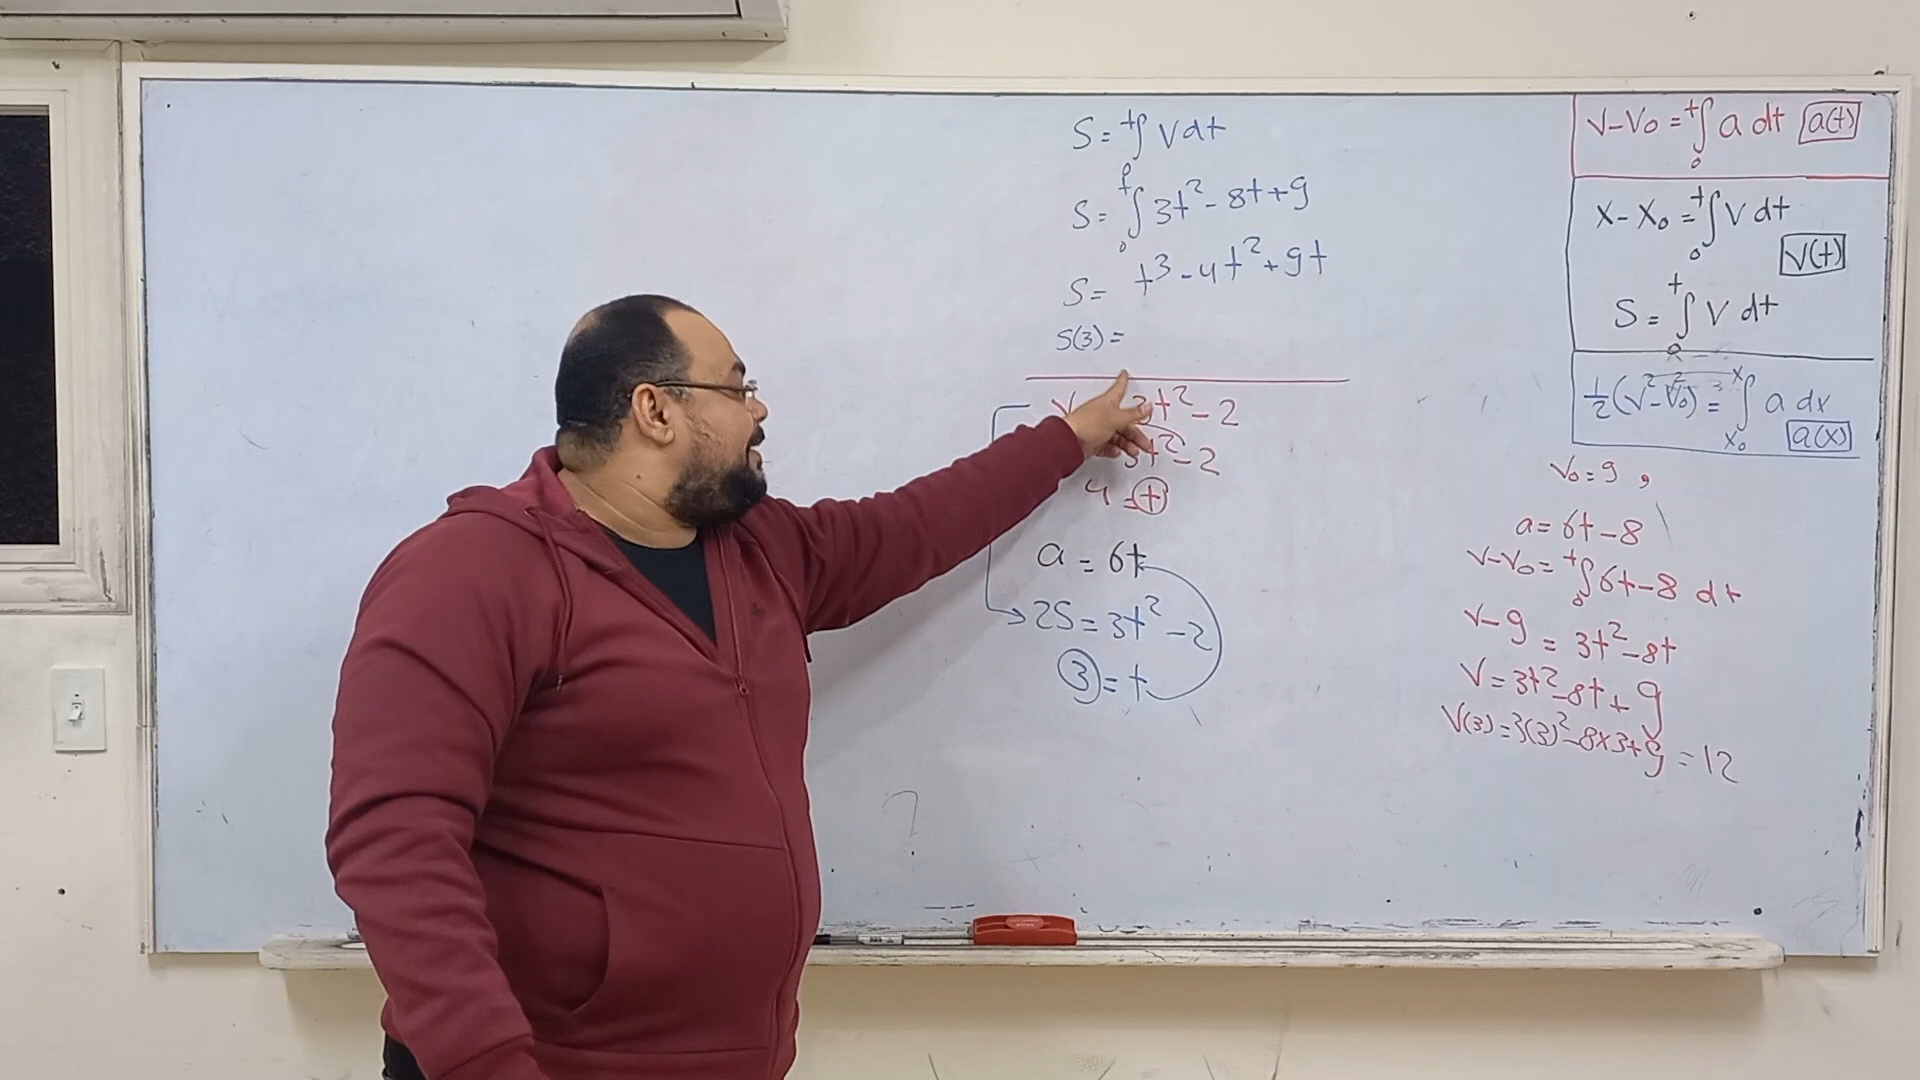 S = ∫₀ᵗ V dt
S = ∫₀ᵗ 3t² - 8t + 9
S = t³ - 4t² + 9t
S(3) =
V 3t² - 2
3t² - 2
4 = t
a = 6t
25 = 3t² - 2
3 = t
V - V₀ = ∫₀ᵗ a dt a(t)
X - X₀ = ∫₀ᵗ V dt
V(t)
S = ∫₀ᵗ V dt
½(V² - V₀²) = ∫ₓ₀ˣ a dx
a(x)
V₀ = 9 ,
a = 6t - 8
V - V₀ = ∫₀ᵗ 6t - 8 dt
V - 9 = 3t² - 8t
V = 3t² - 8t + 9
V(3) = 3(3)² - 8×3 + 9 = 12